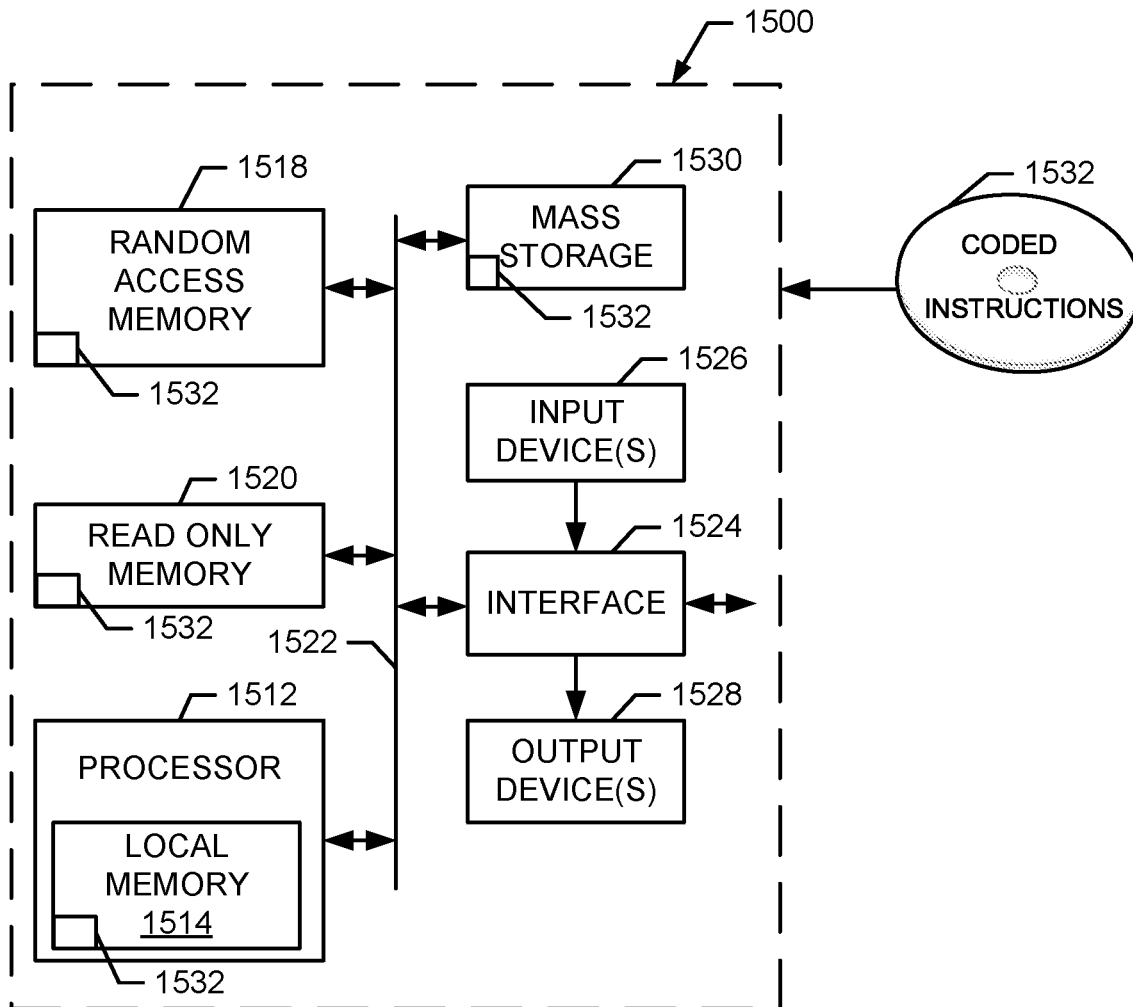 1500
1518
RANDOM
ACCESS
MEMORY
1532
1530
MASS
STORAGE
1532
1532
CODED
INSTRUCTIONS
1526
INPUT
DEVICE(S)
1520
READ ONLY
MEMORY
1532
1524
INTERFACE
1522
1512
PROCESSOR
LOCAL
MEMORY
1514
1532
1528
OUTPUT
DEVICE(S)